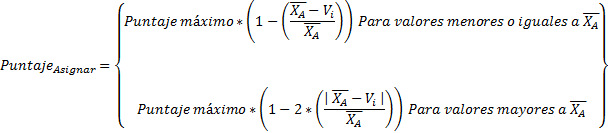 Puntaje máximo * (1 − ((X̅_A − V_i) / X̅_A)) Para valores menores o iguales a X̅_A
Puntaje_Asignar =
Puntaje máximo * (1 − 2 * (| X̅_A − V_i | / X̅_A)) Para valores mayores a X̅_A